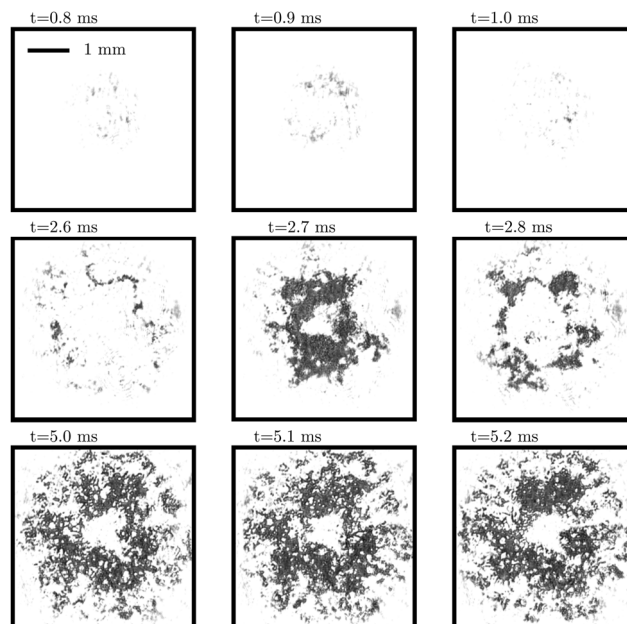 t=0.8 ms
t=0.9 ms
t=1.0 ms
1 mm
t=2.6 ms
t=2.7 ms
t=2.8 ms
t=5.0 ms
t=5.1 ms
t=5.2 ms